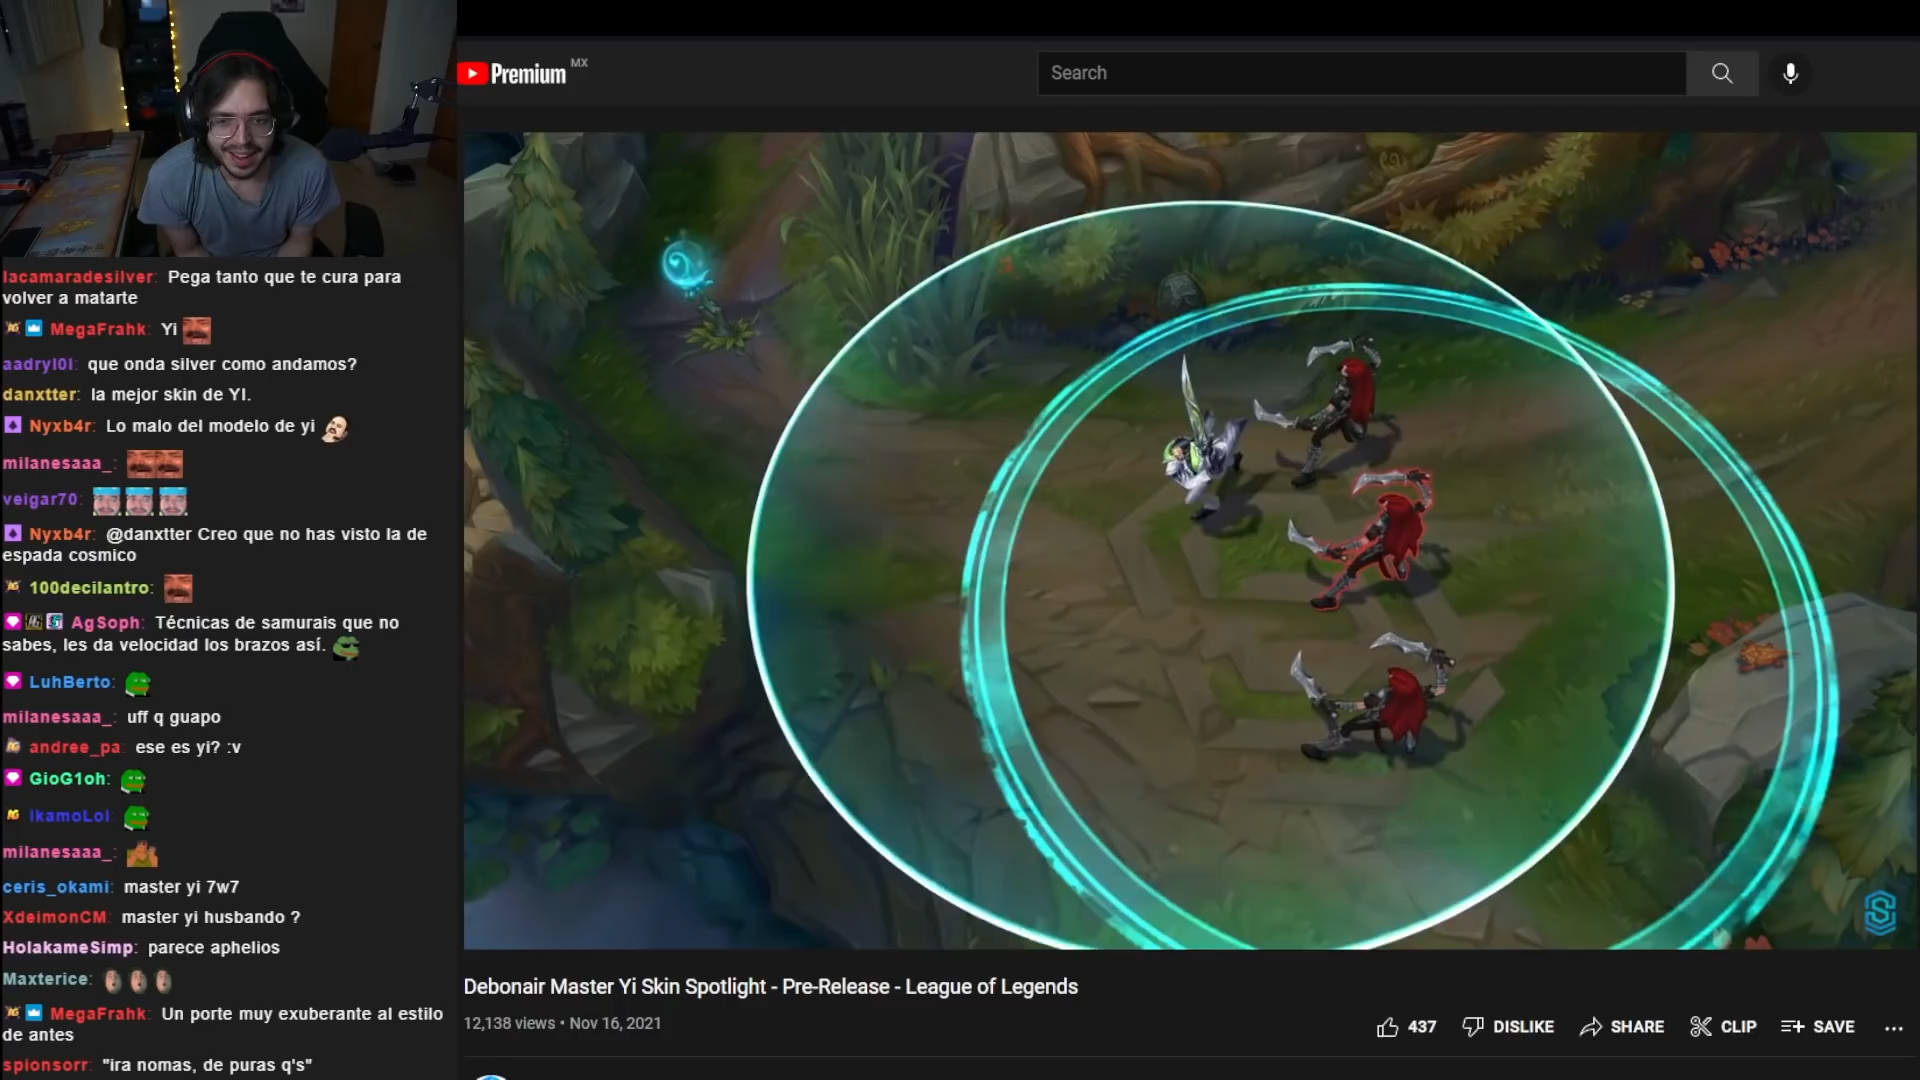 Premium MX
Search
lacamaradesilver: Pega tanto que te cura para
volver a matarte
MegaFrahk: Yi
aadryl0l: que onda silver como andamos?
danxtter: la mejor skin de YI.
Nyxb4r: Lo malo del modelo de yi
milanesaaa_:
veigar70:
Nyxb4r: @danxtter Creo que no has visto la de
espada cosmico
100decilantro:
AgSoph: Técnicas de samurais que no
sabes, les da velocidad los brazos así.
LuhBerto:
milanesaaa_: uff q guapo
andree_pa: ese es yi? :v
GioG1oh:
IkamoLol:
milanesaaa_:
ceris_okami: master yi 7w7
XdeimonCM: master yi husbando ?
HolakameSimp: parece aphelios
Maxterice:
MegaFrahk: Un porte muy exuberante al estilo
de antes
spionsorr: "ira nomas, de puras q's"
Debonair Master Yi Skin Spotlight - Pre-Release - League of Legends
12,138 views • Nov 16, 2021
437 DISLIKE SHARE CLIP SAVE ...